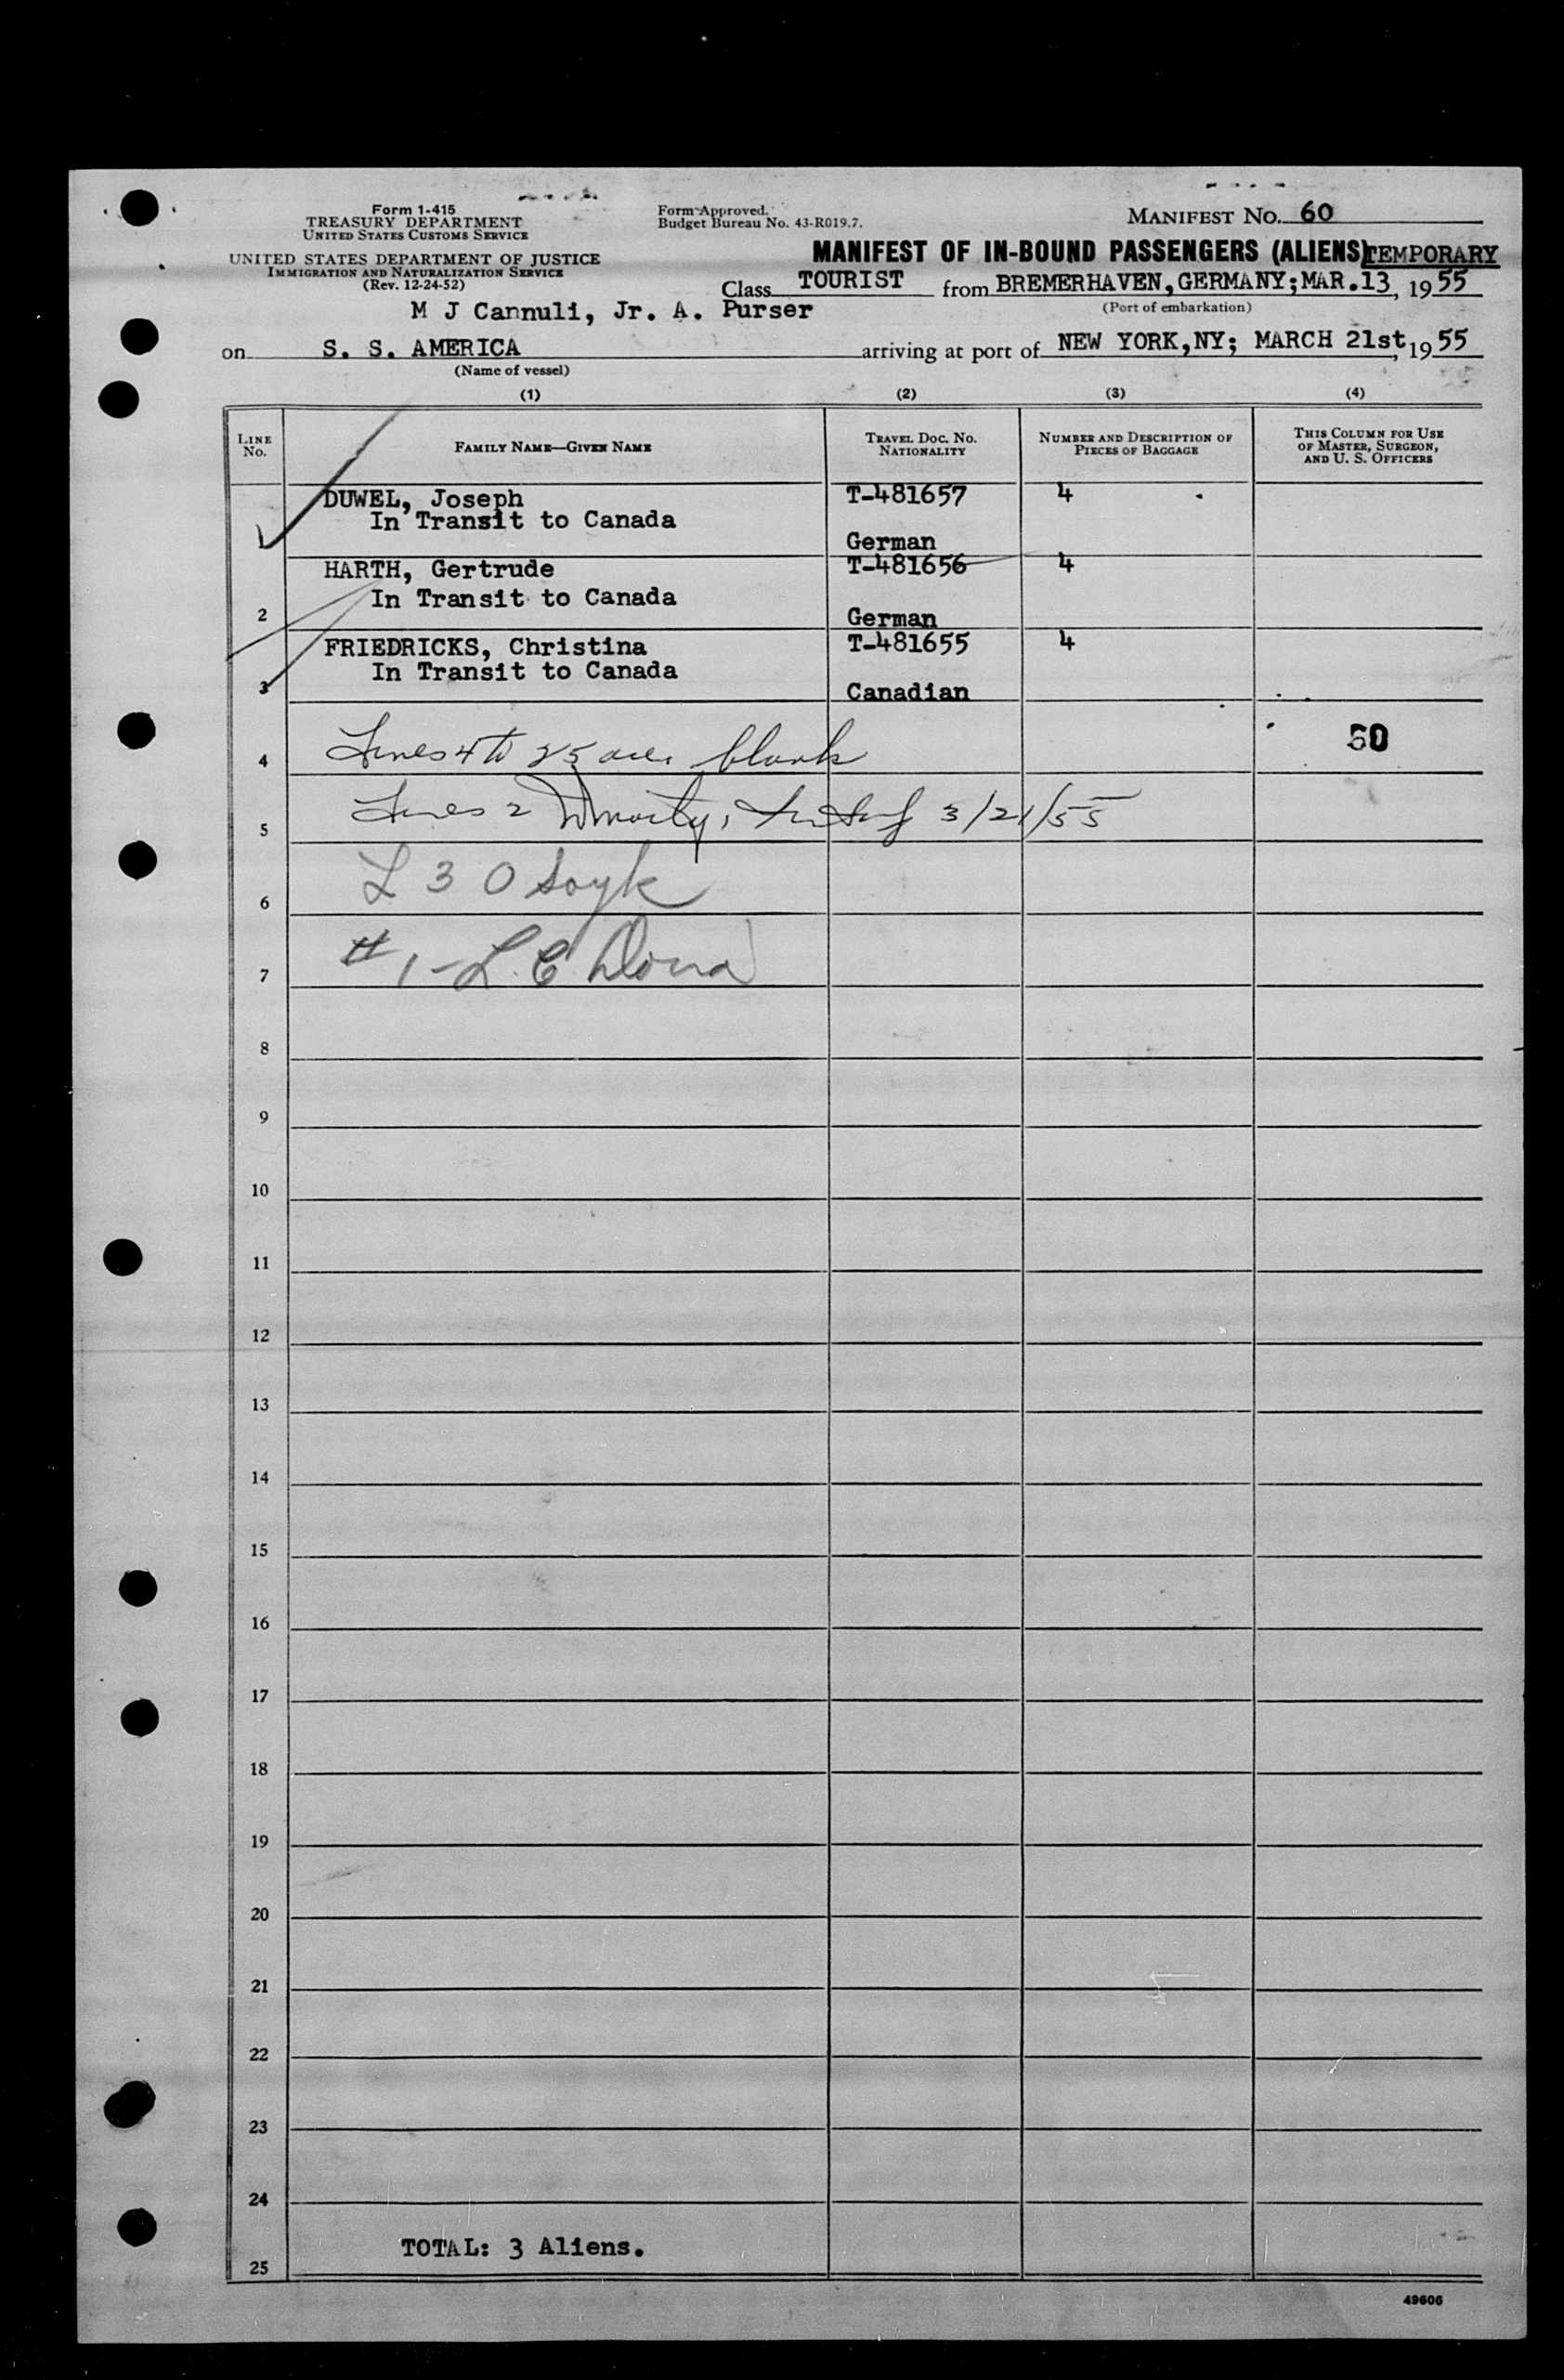 Form I-415
TREASURY DEPARTMENT
UNITED STATES CUSTOMS SERVICE
UNITED STATES DEPARTMENT OF JUSTICE
IMMIGRATION AND NATURALIZATION SERVICE
(Rev. 12-24-52)
Form Approved.
Budget Bureau No. 43-R019.7.
MANIFEST No. 60
MANIFEST OF IN-BOUND PASSENGERS (ALIENS) TEMPORARY
Class TOURIST from BREMERHAVEN, GERMANY; MAR. 13, 1955
(Port of embarkation)
M J Cannuli, Jr. A. Purser
on S. S. AMERICA arriving at port of NEW YORK, NY; MARCH 21st, 1955
(Name of vessel)
(1) (2) (3) (4)
LINE No. FAMILY NAME—GIVEN NAME TRAVEL DOC. NO. NATIONALITY NUMBER AND DESCRIPTION OF PIECES OF BAGGAGE THIS COLUMN FOR USE OF MASTER, SURGEON, AND U. S. OFFICERS
DUWEL, Joseph T-481657 4
In Transit to Canada
German
HARTH, Gertrude T-481656 4
In Transit to Canada
2 German
FRIEDRICKS, Christina T-481655 4
In Transit to Canada
3 Canadian
4 Lines 4 to 25 are blank 60
5 Lines 2 3/21/55
6 L 3 O
7 #1- L. C.
8
9
10
11
12
13
14
15
16
17
18
19
20
21
22
23
24
TOTAL: 3 Aliens.
25
49606